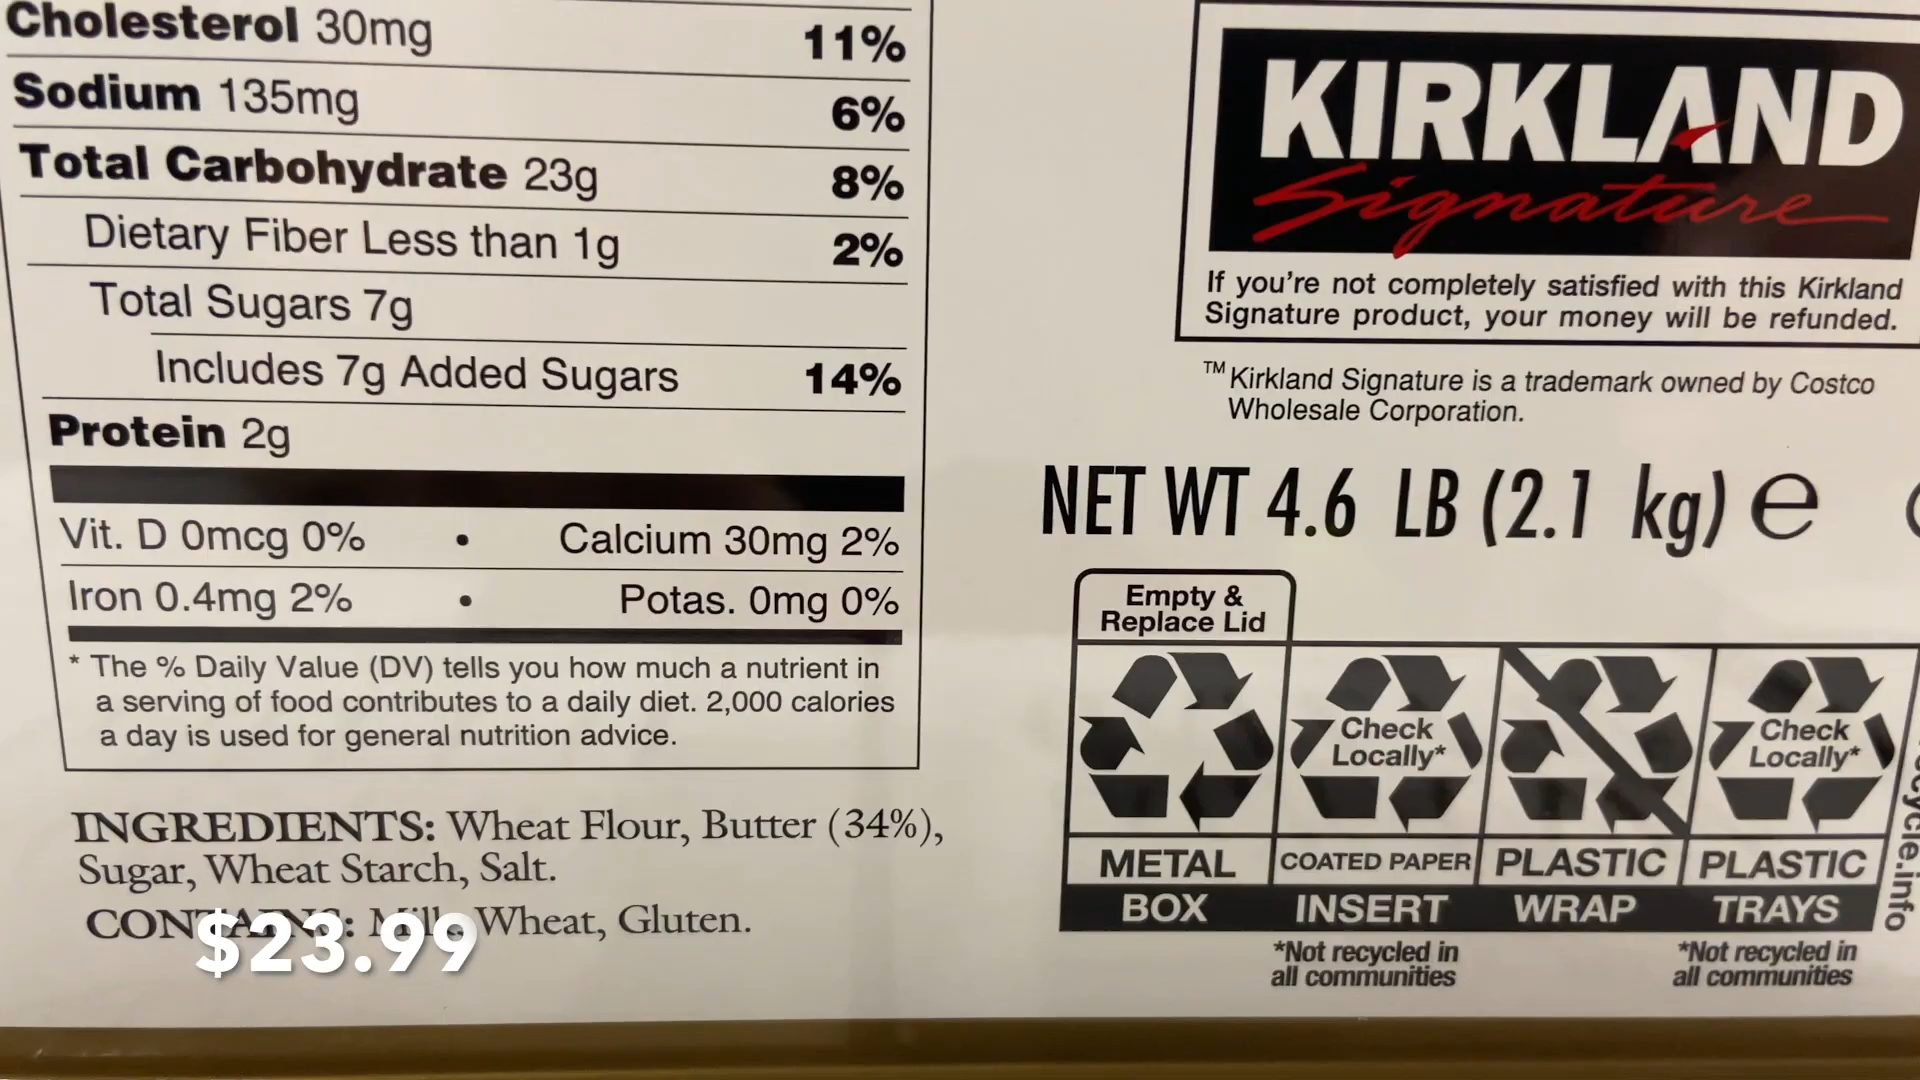 Cholesterol 30mg 11%
Sodium 135mg 6%
Total Carbohydrate 23g 8%
Dietary Fiber Less than 1g 2%
Total Sugars 7g
Includes 7g Added Sugars 14%
Protein 2g
Vit. D 0mcg 0% • Calcium 30mg 2%
Iron 0.4mg 2% • Potas. 0mg 0%
* The % Daily Value (DV) tells you how much a nutrient in
a serving of food contributes to a daily diet. 2,000 calories
a day is used for general nutrition advice.
INGREDIENTS: Wheat Flour, Butter (34%),
Sugar, Wheat Starch, Salt.
CONTAINS: Milk, Wheat, Gluten.
$23.99
KIRKLAND
Signature
If you're not completely satisfied with this Kirkland
Signature product, your money will be refunded.
™ Kirkland Signature is a trademark owned by Costco
Wholesale Corporation.
NET WT 4.6 LB (2.1 kg) e
Empty &
Replace Lid
Check
Locally*
Check
Locally*
METAL
BOX
COATED PAPER
INSERT
PLASTIC
WRAP
PLASTIC
TRAYS
*Not recycled in
all communities
*Not recycled in
all communities